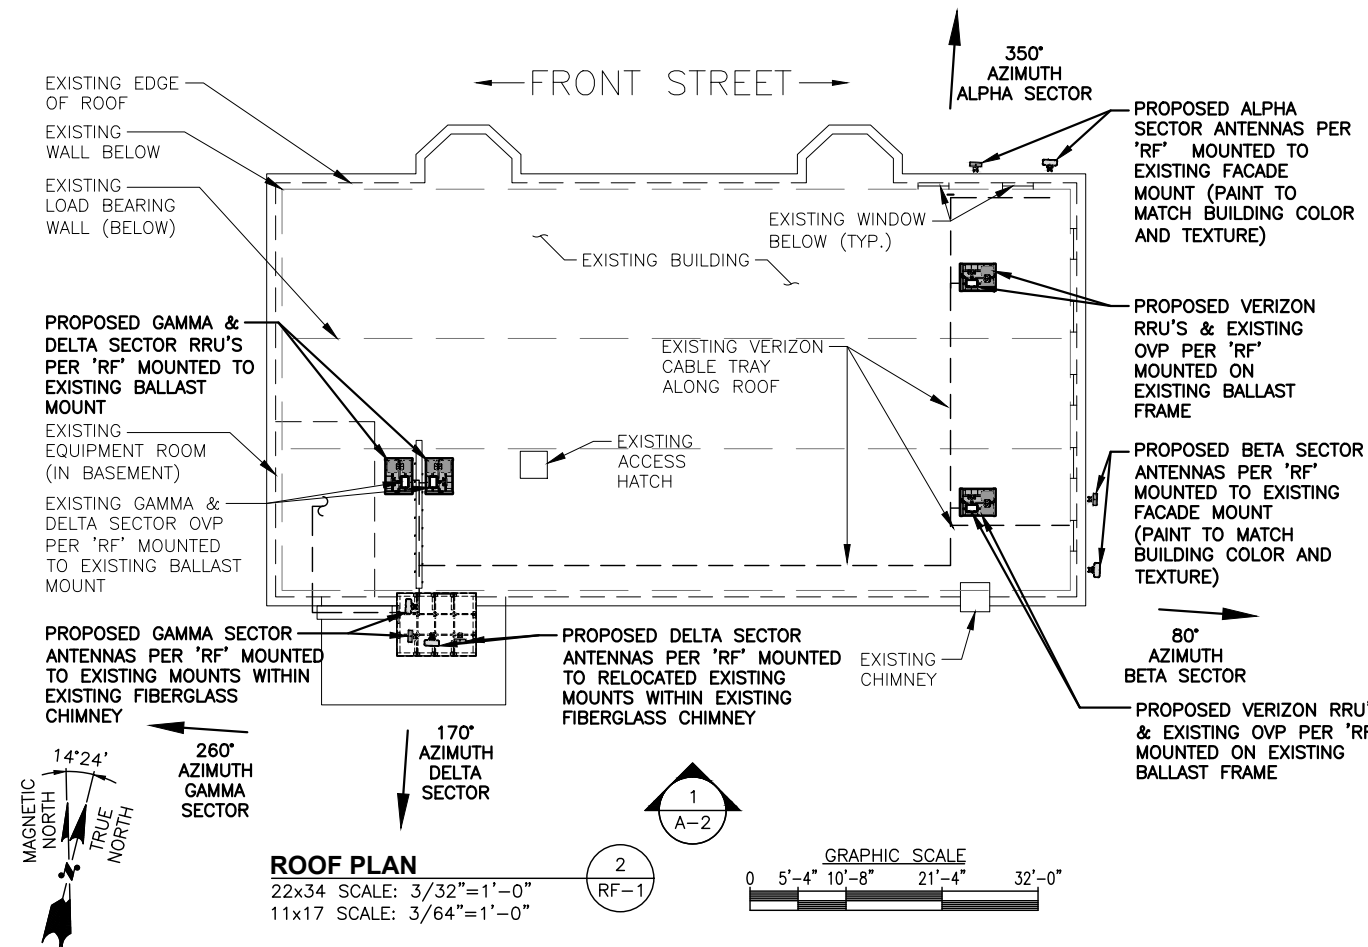 FRONT STREET
350°
AZIMUTH
ALPHA SECTOR
EXISTING EDGE
OF ROOF
EXISTING
WALL BELOW
EXISTING
LOAD BEARING
WALL (BELOW)
PROPOSED ALPHA
SECTOR ANTENNAS PER
'RF' MOUNTED TO
EXISTING FACADE
MOUNT (PAINT TO
MATCH BUILDING COLOR
AND TEXTURE)
EXISTING WINDOW
BELOW (TYP.)
EXISTING BUILDING
PROPOSED GAMMA &
DELTA SECTOR RRU'S
PER 'RF' MOUNTED TO
EXISTING BALLAST
MOUNT
EXISTING VERIZON
CABLE TRAY
ALONG ROOF
PROPOSED VERIZON
RRU'S & EXISTING
OVP PER 'RF'
MOUNTED ON
EXISTING BALLAST
FRAME
EXISTING
EQUIPMENT ROOM
(IN BASEMENT)
EXISTING
ACCESS
HATCH
PROPOSED BETA SECTOR
ANTENNAS PER 'RF'
MOUNTED TO EXISTING
FACADE MOUNT
(PAINT TO MATCH
BUILDING COLOR AND
TEXTURE)
EXISTING GAMMA &
DELTA SECTOR OVP
PER 'RF' MOUNTED
TO EXISTING BALLAST
MOUNT
PROPOSED GAMMA SECTOR
ANTENNAS PER 'RF' MOUNTED
TO EXISTING MOUNTS WITHIN
EXISTING FIBERGLASS
CHIMNEY
PROPOSED DELTA SECTOR
ANTENNAS PER 'RF' MOUNTED
TO RELOCATED EXISTING
MOUNTS WITHIN EXISTING
FIBERGLASS CHIMNEY
EXISTING
CHIMNEY
80°
AZIMUTH
BETA SECTOR
PROPOSED VERIZON RRU'
& EXISTING OVP PER 'RF
MOUNTED ON EXISTING
BALLAST FRAME
260°
AZIMUTH
GAMMA
SECTOR
170°
AZIMUTH
DELTA
SECTOR
14°24'
MAGNETIC
NORTH
TRUE
NORTH
N
1
A-2
ROOF PLAN
22x34 SCALE: 3/32"=1'-0"
11x17 SCALE: 3/64"=1'-0"
2
RF-1
GRAPHIC SCALE
0 5'-4" 10'-8" 21'-4" 32'-0"